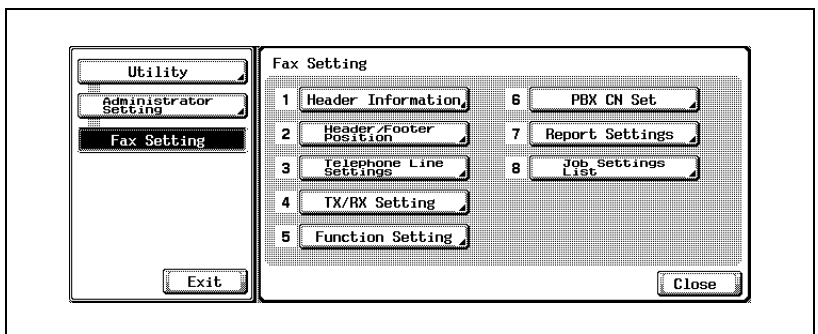 Utility
Administrator
Setting
Fax Setting
Exit
Fax Setting
1 Header Information
2 Header/Footer
Position
3 Telephone Line
Settings
4 TX/RX Setting
5 Function Setting
6 PBX CN Set
7 Report Settings
8 Job Settings
List
Close